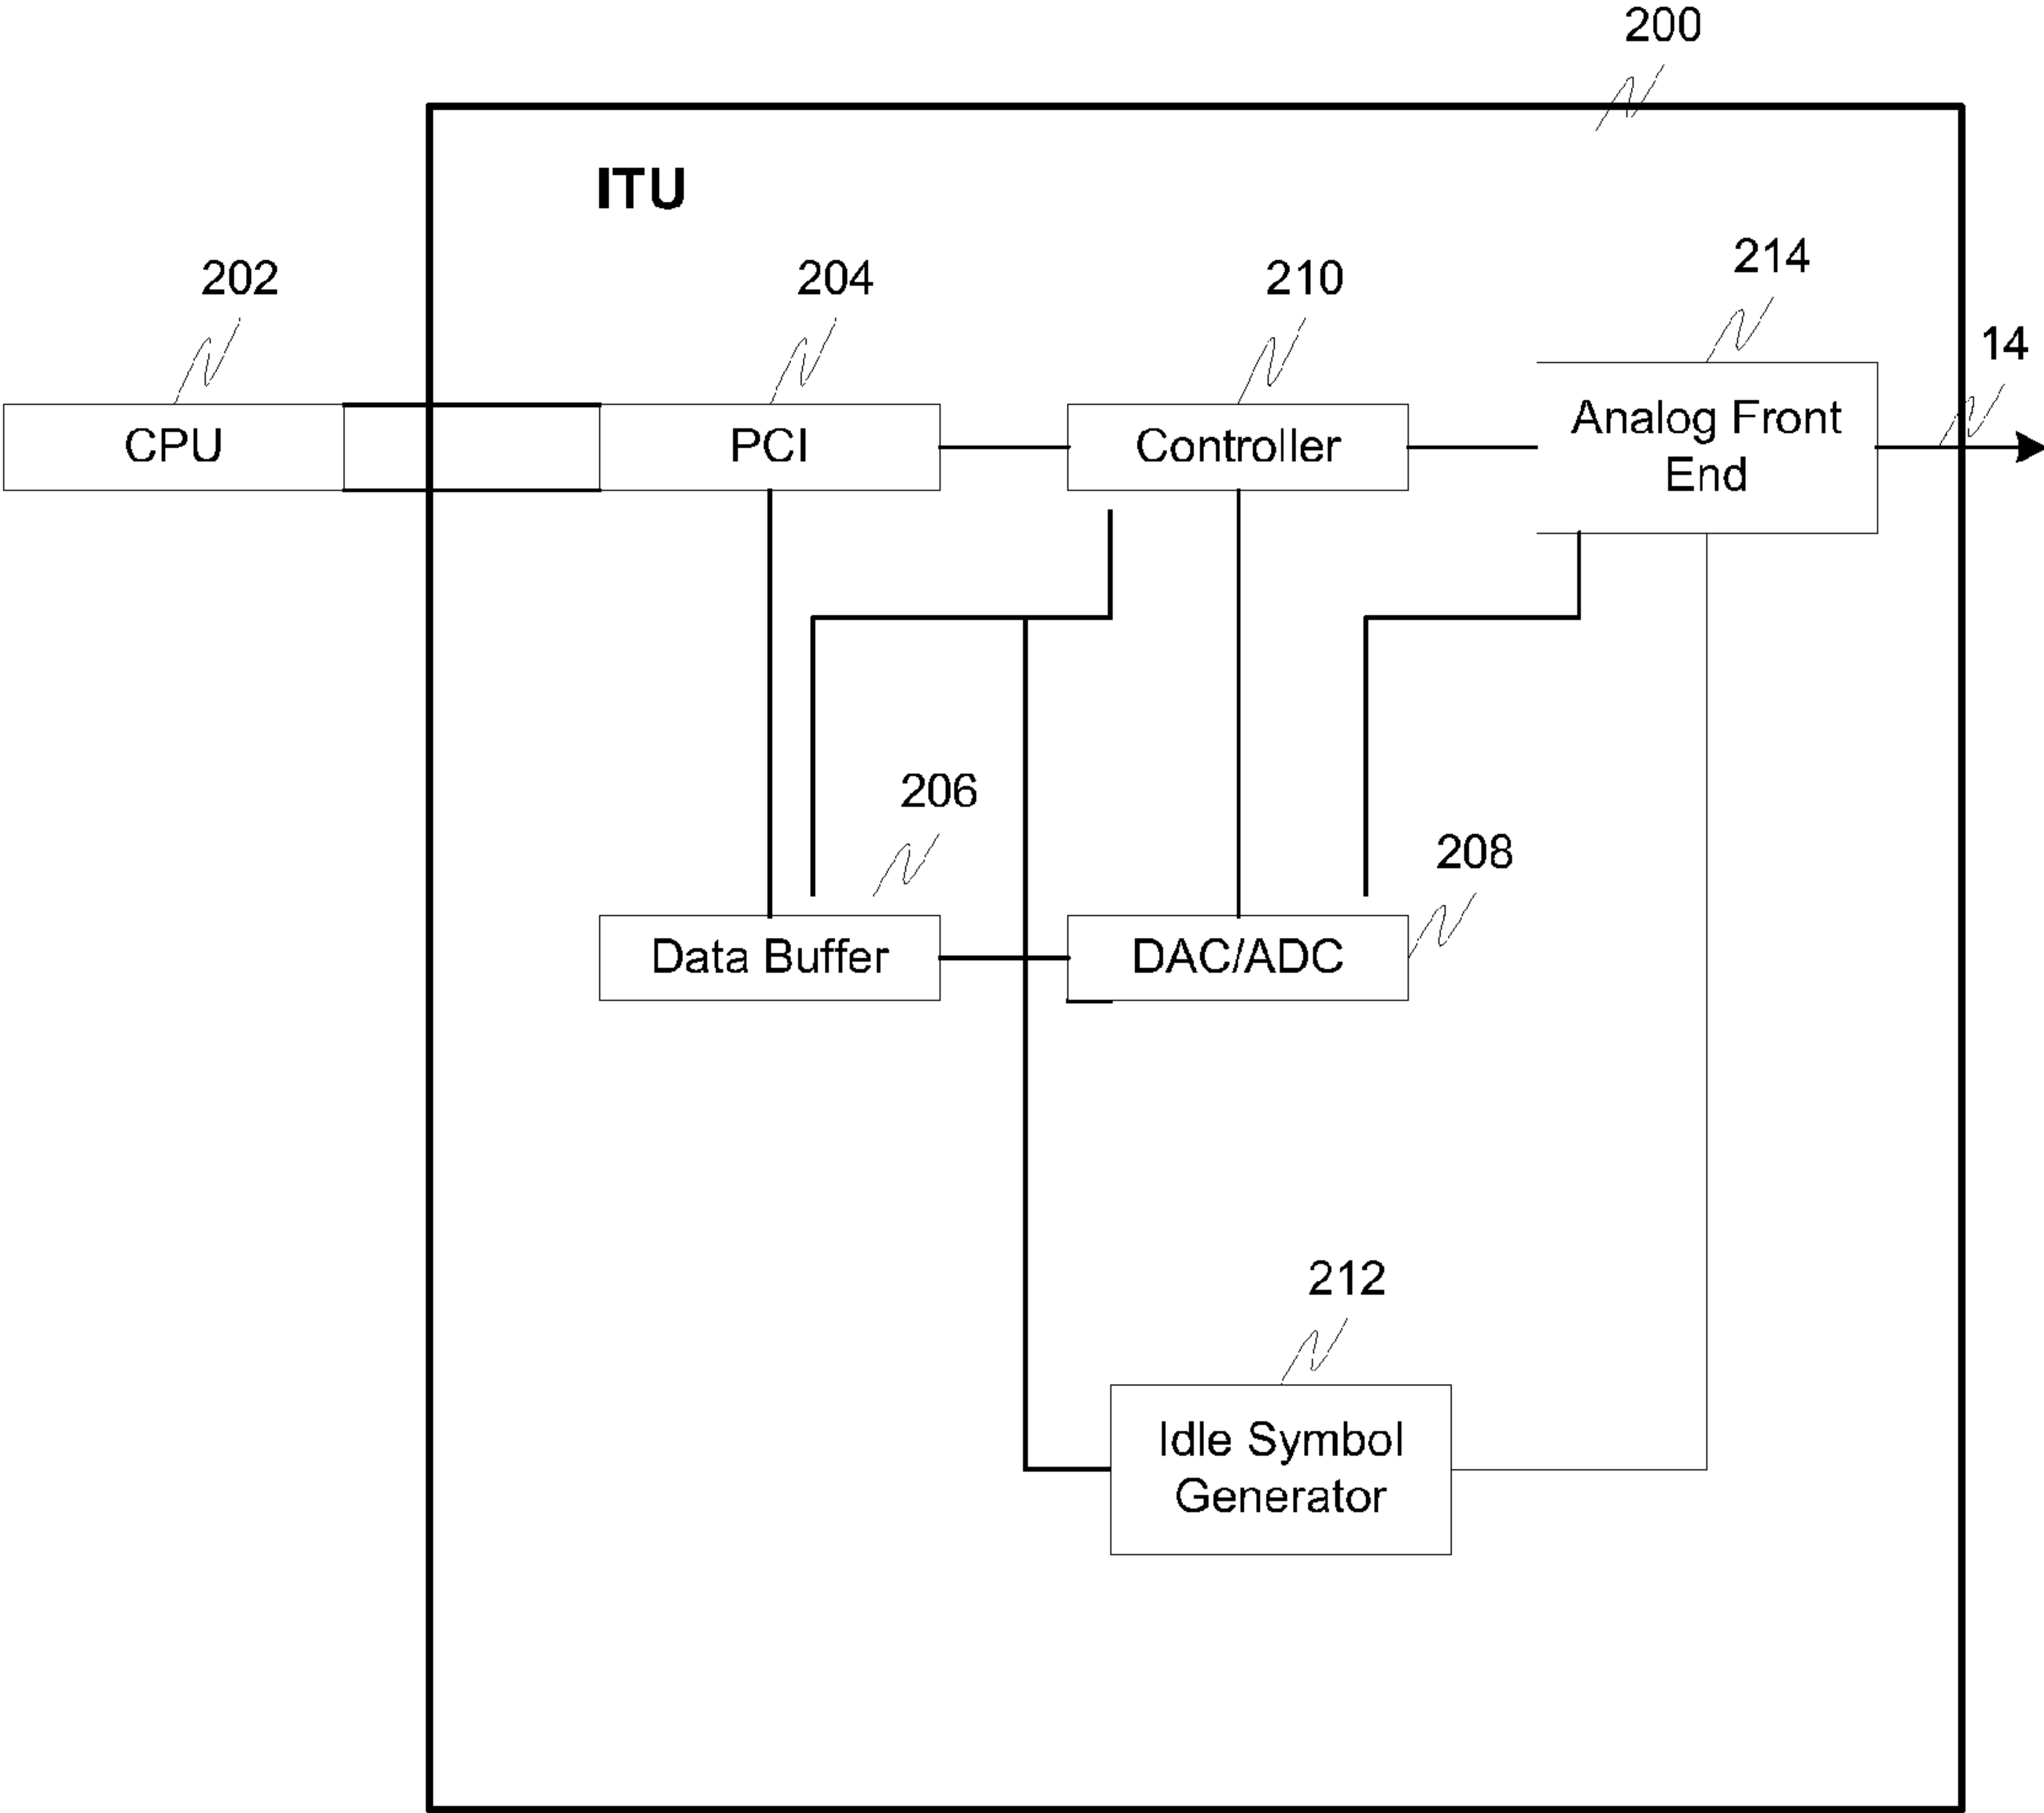 200
ITU
202
204
210
214
14
CPU
PCI
Controller
Analog Front
End
206
208
Data Buffer
DAC/ADC
212
Idle Symbol
Generator